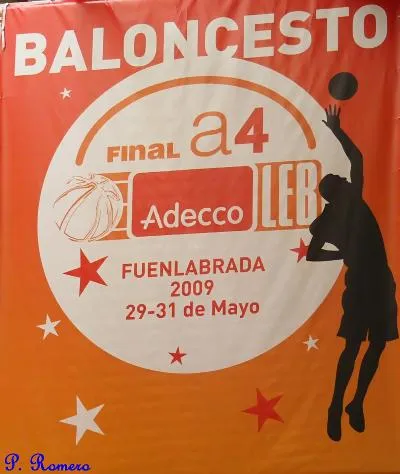 BALONCESTO
FINAL a4
Adecco LEB
FUENLABRADA
2009
29-31 de Mayo
P. Romero